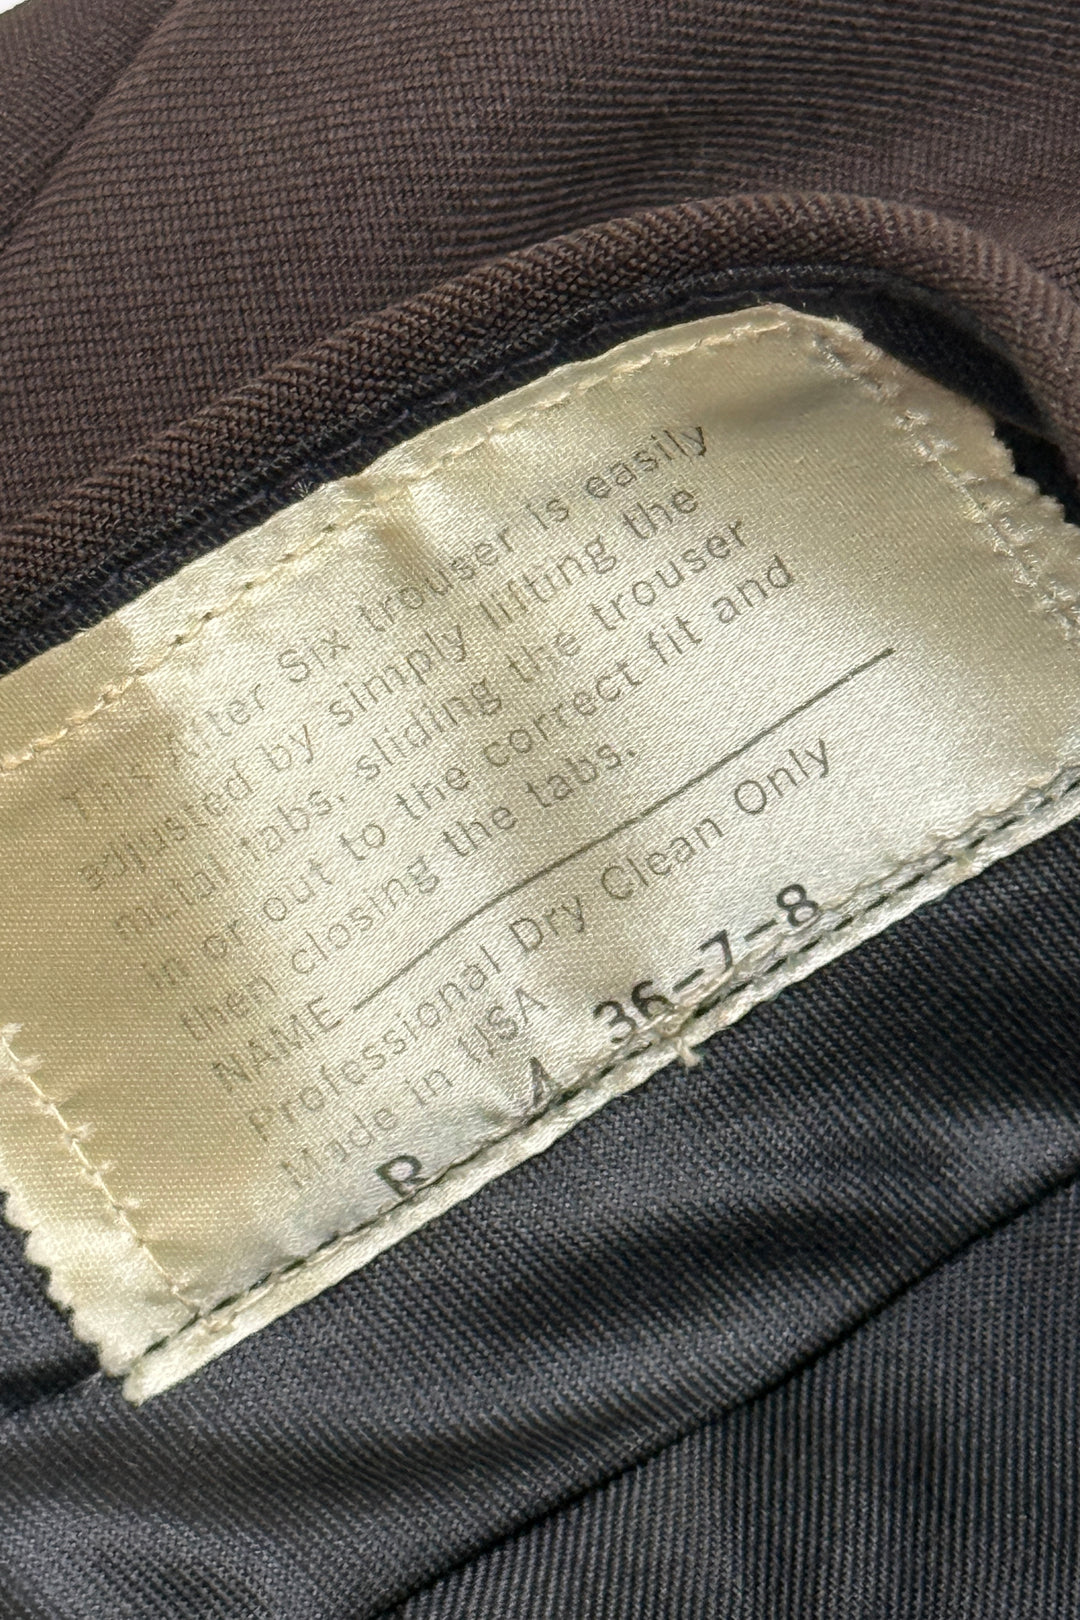 This After Six trouser is easily
adjusted by simply lifting the
metal tabs, sliding the trouser
in or out to the correct fit and
then closing the tabs.
NAME
Professional Dry Clean Only
Made in USA
R A 36-7-8